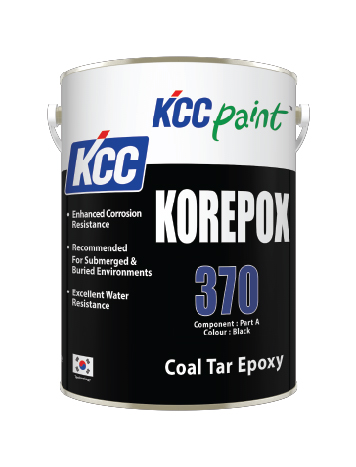 KCC paint
KCC
KOREPOX
370
• Enhanced Corrosion
Resistance
• Recommended
For Submerged &
Buried Environments
• Excellent Water
Resistance
Component : Part A
Colour : Black
Coal Tar Epoxy